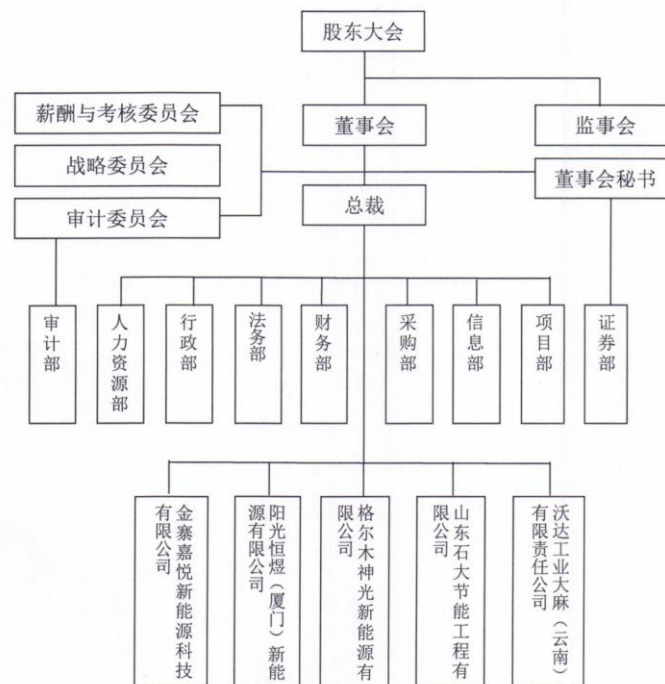 股东大会
薪酬与考核委员会
董事会
监事会
战略委员会
董事会秘书
审计委员会
总裁
审计部
人力资源部
行政部
法务部
财务部
采购部
信息部
项目部
证券部
金寨嘉悦新能源科技
有限公司
阳光恒煜（厦门）新能
源有限公司
格尔木神光新能源有
限公司
山东石大节能工程有
限公司
沃达工业大麻（云南）
有限责任公司